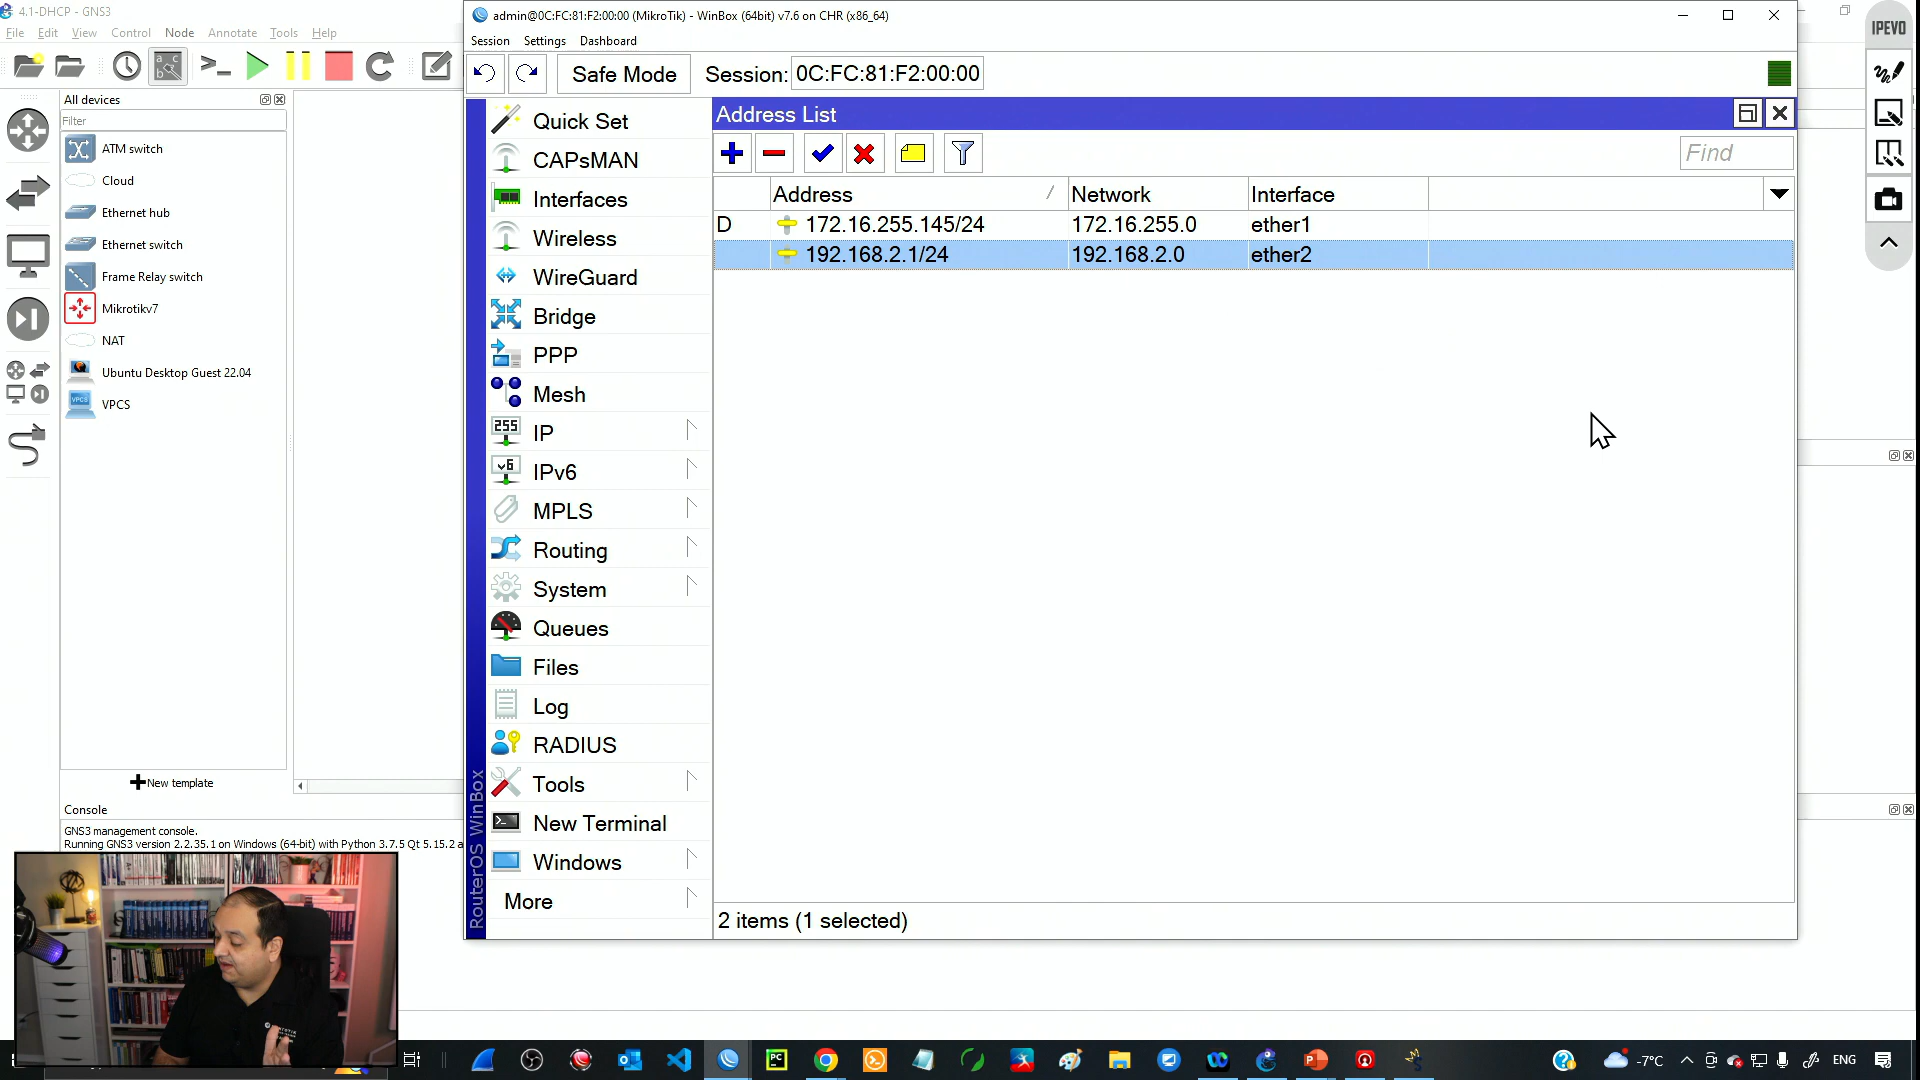 4.1-DHCP - GNS3
File Edit View Control Node Annotate Tools Help
All devices
Filter
ATM switch
Cloud
Ethernet hub
Ethernet switch
Frame Relay switch
Mikrotikv7
NAT
Ubuntu Desktop Guest 22.04
VPCS
New template
Console
GNS3 management console.
Running GNS3 version 2.2.35.1 on Windows (64-bit) with Python 3.7.5 Qt 5.15.2 a
admin@0C:FC:81:F2:00:00 (MikroTik) - WinBox (64bit) v7.6 on CHR (x86_64)
Session Settings Dashboard
Safe Mode Session: 0C:FC:81:F2:00:00
Quick Set
CAPsMAN
Interfaces
Wireless
WireGuard
Bridge
PPP
Mesh
255 IP
v6 IPv6
MPLS
Routing
System
Queues
Files
Log
RADIUS
Tools
New Terminal
Windows
More
RouterOS WinBox
Address List
Find
Address Network Interface
D 172.16.255.145/24 172.16.255.0 ether1
192.168.2.1/24 192.168.2.0 ether2
2 items (1 selected)
IPEVO
-7°C ENG